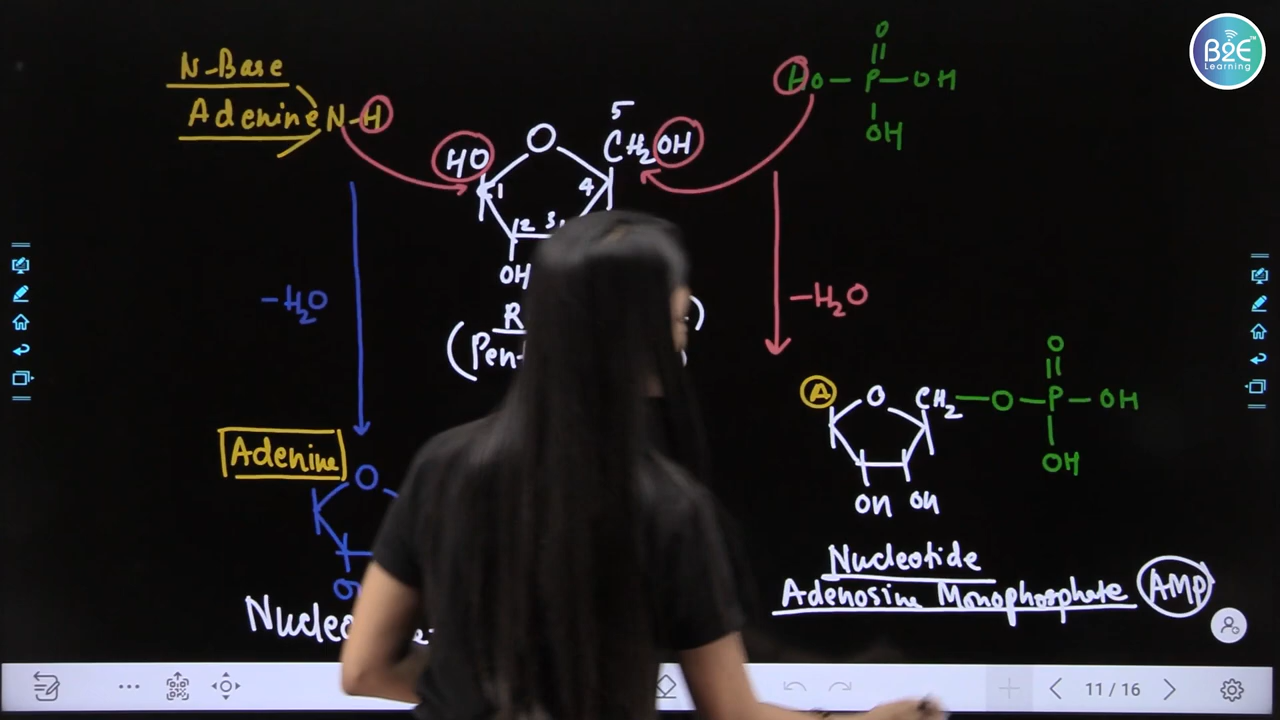 B2E
Learning
N-Base
Adenine N-H
HO
O
5
CH2OH
1
2
3
4
OH
O
HO-P-OH
OH
-H2O
-H2O
Adenine
O
A
O
CH2-O-P-OH
O
OH
OH OH
Nucleotide
Adenosine Monophosphate
AMP
11 / 16